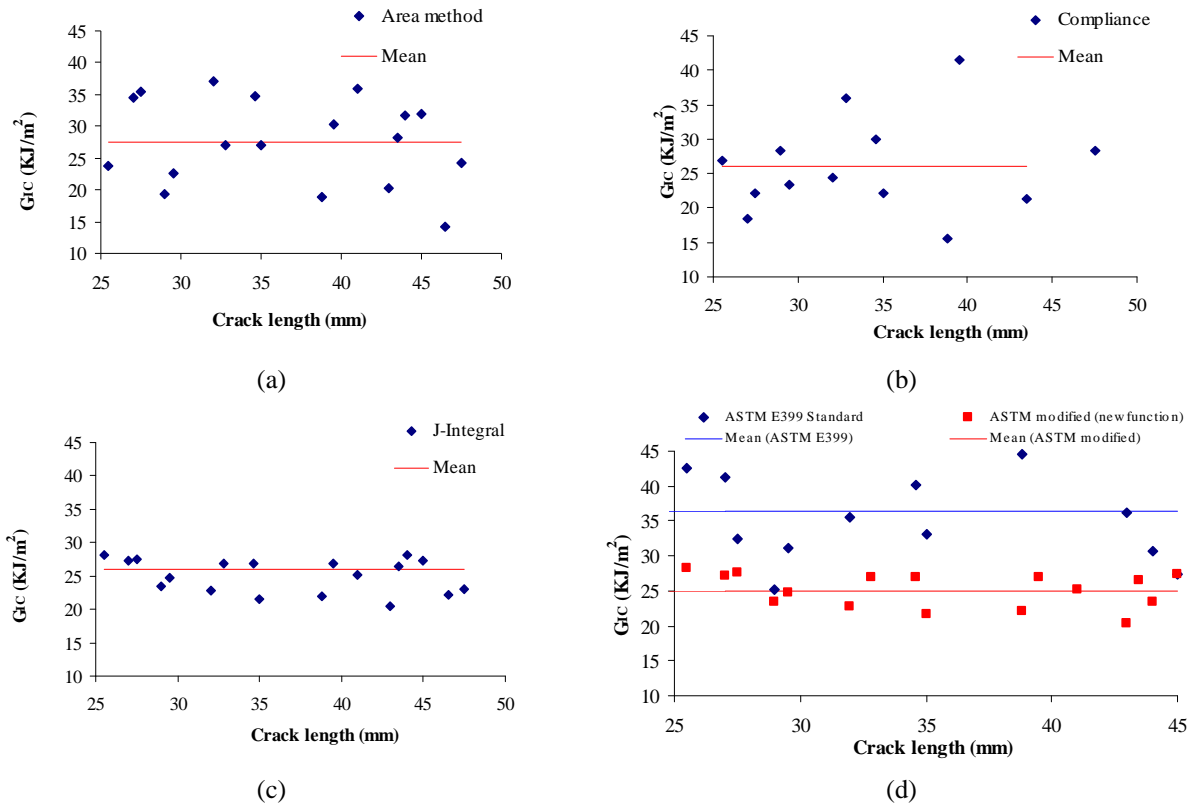 Area method
Mean
45
40
35
30
25
20
15
10
GIC (KJ/m²)
25 30 35 40 45 50
Crack length (mm)
(a)
Compliance
Mean
45
40
35
30
25
20
15
10
GIC (KJ/m²)
25 30 35 40 45 50
Crack length (mm)
(b)
J-Integral
Mean
45
40
35
30
25
20
15
10
GIC (KJ/m²)
25 30 35 40 45 50
Crack length (mm)
(c)
ASTM E399 Standard ASTM modified (new function)
Mean (ASTM E399) Mean (ASTM modified)
45
40
35
30
25
20
15
10
GIC (KJ/m²)
25 30 35 40 45
Crack length (mm)
(d)